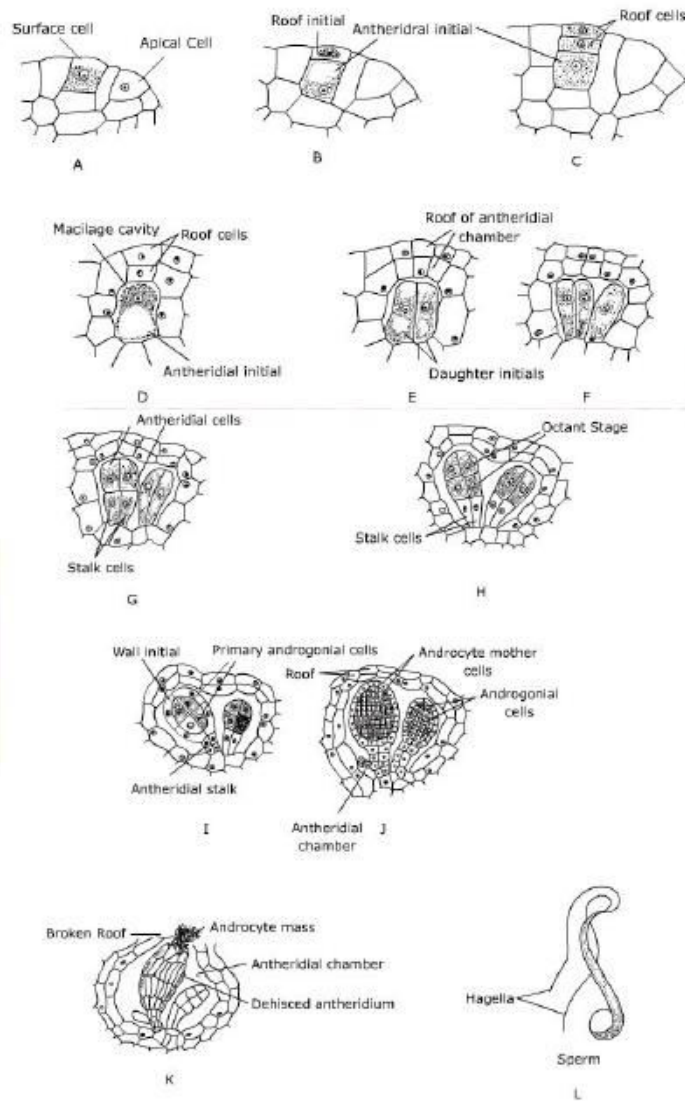 Surface cell
Apical Cell
A
Roof initial
Antheridral initial
B
Roof cells
C
Macilage cavity
Roof cells
Antheridial initial
D
Roof of antheridial
chamber
Daughter initials
E
F
Antheridial cells
Stalk cells
G
Octant Stage
Stalk cells
H
Wall initial
Primary androgonial cells
Antheridial stalk
I
Roof
Androcyte mother
cells
Androgonial
cells
Antheridial
chamber
J
Broken Roof
Androcyte mass
Antheridial chamber
Dehisced antheridium
K
Hagella
Sperm
L